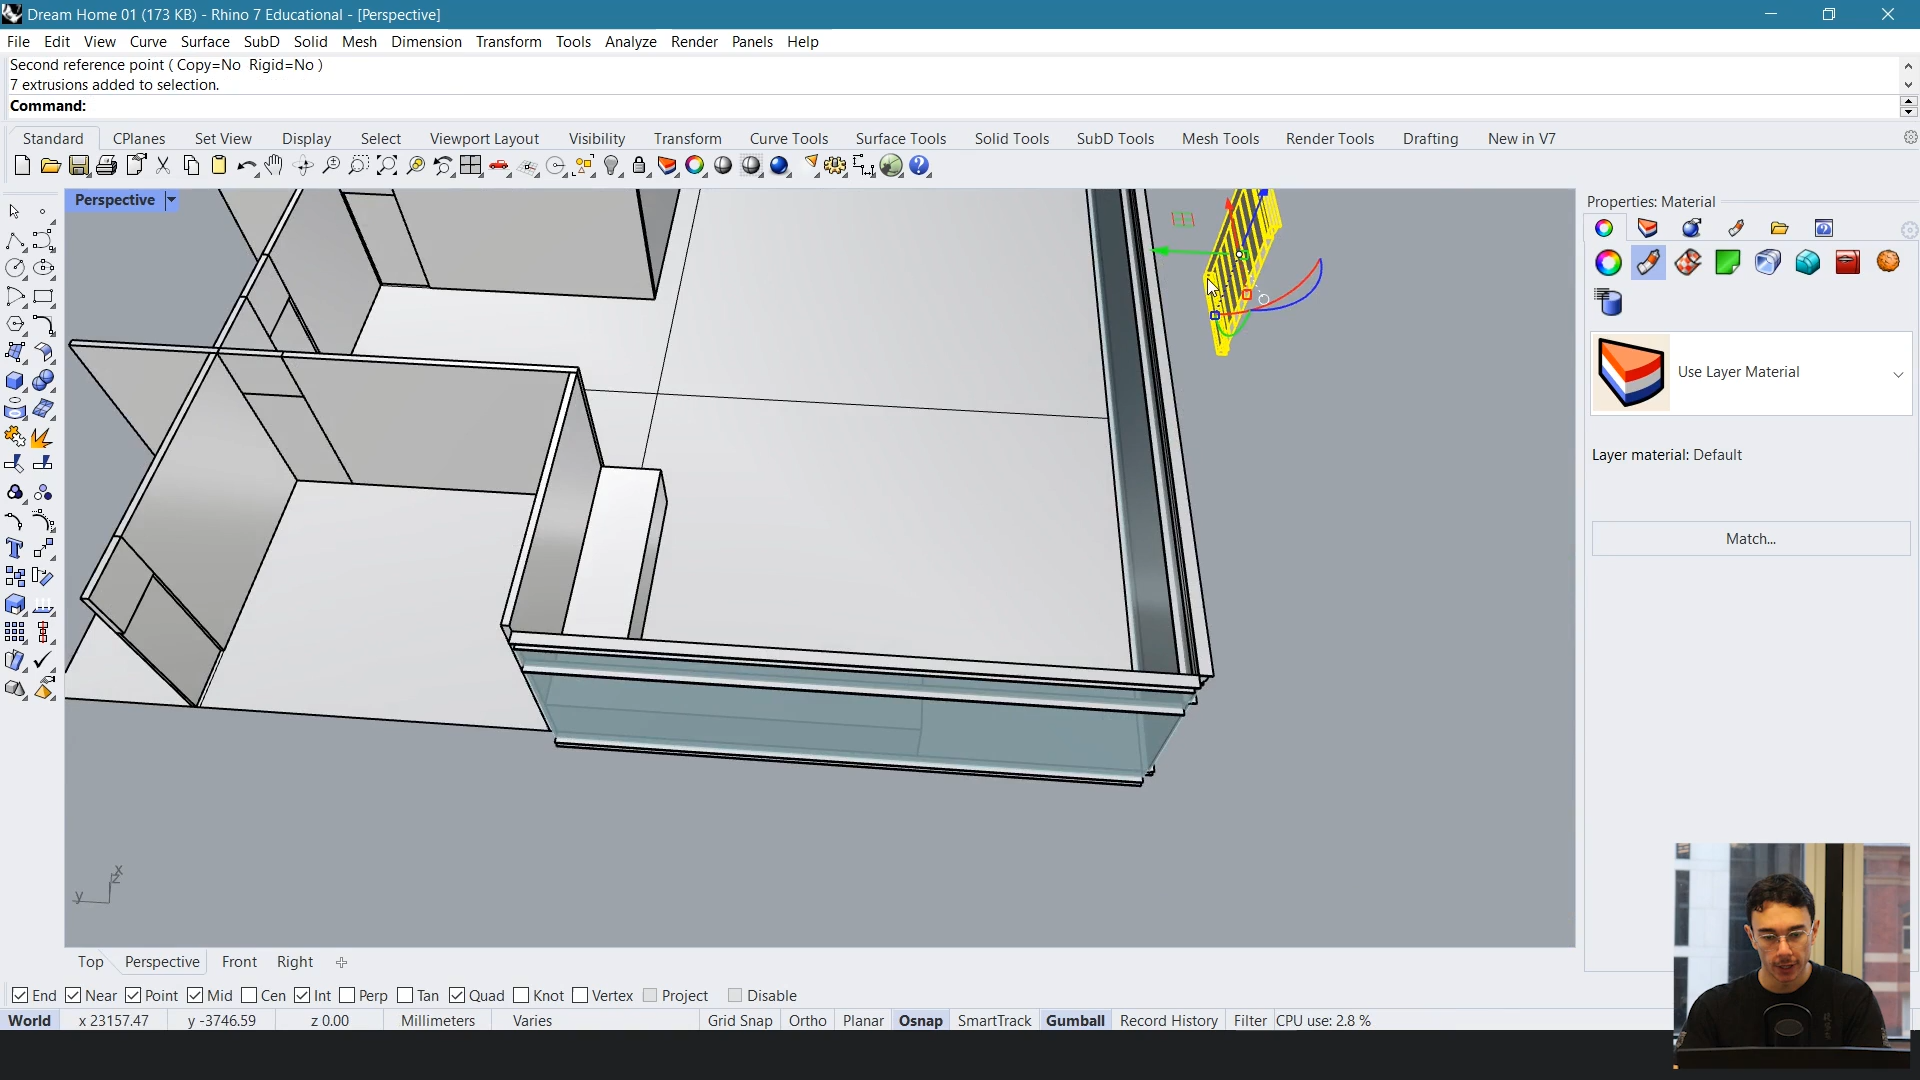 Dream Home 01 (173 KB) - Rhino 7 Educational - [Perspective]
File Edit View Curve Surface SubD Solid Mesh Dimension Transform Tools Analyze Render Panels Help
Second reference point ( Copy=No Rigid=No )
7 extrusions added to selection.
Command:
Standard CPlanes Set View Display Select Viewport Layout Visibility Transform Curve Tools Surface Tools Solid Tools SubD Tools Mesh Tools Render Tools Drafting New in V7
Perspective
Properties: Material
Use Layer Material
Layer material: Default
Match...
x
z
y
Top Perspective Front Right
End Near Point Mid Cen Int Perp Tan Quad Knot Vertex Project Disable
World x 23157.47 y -3746.59 z 0.00 Millimeters Varies Grid Snap Ortho Planar Osnap SmartTrack Gumball Record History Filter CPU use: 2.8 %